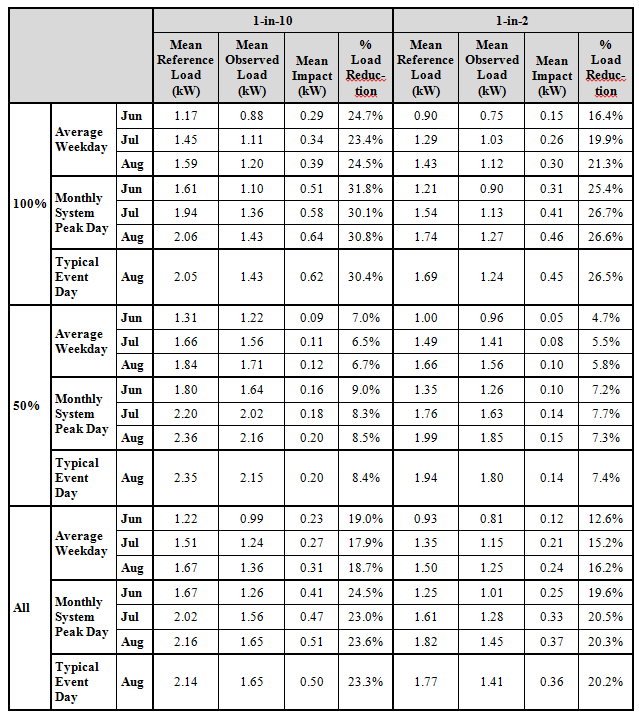 1-in-10 1-in-2
Mean Reference Load (kW) Mean Observed Load (kW) Mean Impact (kW) % Load Reduc-tion Mean Reference Load (kW) Mean Observed Load (kW) Mean Impact (kW) % Load Reduc-tion
100% Average Weekday Jun 1.17 0.88 0.29 24.7% 0.90 0.75 0.15 16.4%
Jul 1.45 1.11 0.34 23.4% 1.29 1.03 0.26 19.9%
Aug 1.59 1.20 0.39 24.5% 1.43 1.12 0.30 21.3%
Monthly System Peak Day Jun 1.61 1.10 0.51 31.8% 1.21 0.90 0.31 25.4%
Jul 1.94 1.36 0.58 30.1% 1.54 1.13 0.41 26.7%
Aug 2.06 1.43 0.64 30.8% 1.74 1.27 0.46 26.6%
Typical Event Day Aug 2.05 1.43 0.62 30.4% 1.69 1.24 0.45 26.5%
50% Average Weekday Jun 1.31 1.22 0.09 7.0% 1.00 0.96 0.05 4.7%
Jul 1.66 1.56 0.11 6.5% 1.49 1.41 0.08 5.5%
Aug 1.84 1.71 0.12 6.7% 1.66 1.56 0.10 5.8%
Monthly System Peak Day Jun 1.80 1.64 0.16 9.0% 1.35 1.26 0.10 7.2%
Jul 2.20 2.02 0.18 8.3% 1.76 1.63 0.14 7.7%
Aug 2.36 2.16 0.20 8.5% 1.99 1.85 0.15 7.3%
Typical Event Day Aug 2.35 2.15 0.20 8.4% 1.94 1.80 0.14 7.4%
All Average Weekday Jun 1.22 0.99 0.23 19.0% 0.93 0.81 0.12 12.6%
Jul 1.51 1.24 0.27 17.9% 1.35 1.15 0.21 15.2%
Aug 1.67 1.36 0.31 18.7% 1.50 1.25 0.24 16.2%
Monthly System Peak Day Jun 1.67 1.26 0.41 24.5% 1.25 1.01 0.25 19.6%
Jul 2.02 1.56 0.47 23.0% 1.61 1.28 0.33 20.5%
Aug 2.16 1.65 0.51 23.6% 1.82 1.45 0.37 20.3%
Typical Event Day Aug 2.14 1.65 0.50 23.3% 1.77 1.41 0.36 20.2%